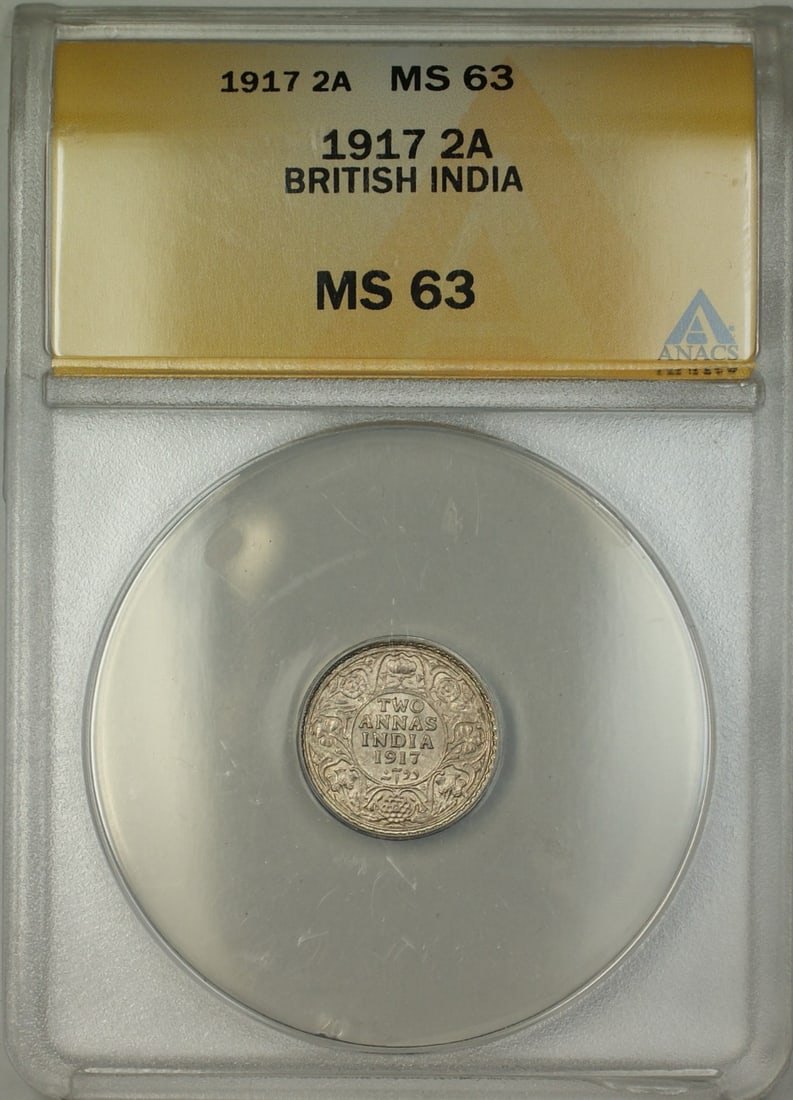 1917 2A MS 63
1917 2A
BRITISH INDIA
MS 63
ANACS
TWO
ANNAS
INDIA
1917